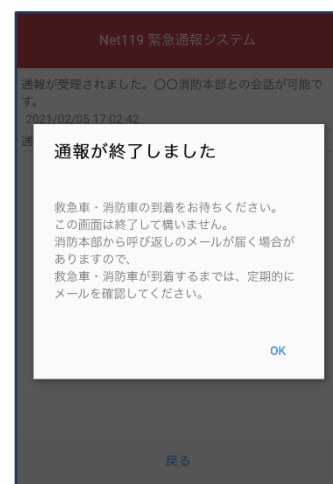 Net119 緊急通報システム
通報が受理されました。〇〇消防本部との会話が可能で
す。
2021/02/05 17:02:42
通
通報が終了しました
救急車・消防車の到着をお待ちください。
この画面は終了して構いません。
消防本部から呼び返しのメールが届く場合が
ありますので、
救急車・消防車が到着するまでは、定期的に
メールを確認してください。
OK
戻る